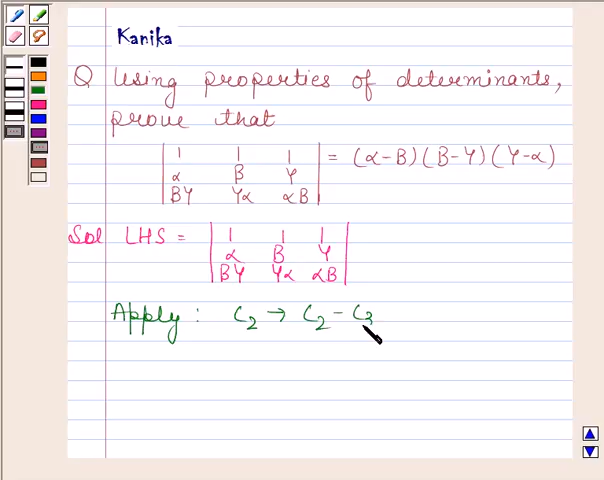 Kanika
Q Using properties of determinants,
prove that
| 1 1 1 | = (α-β)(β-γ)(γ-α)
| α β γ |
| βγ γα αβ |
Sol LHS = | 1 1 1 |
| α β γ |
| βγ γα αβ |
Apply : C₂ → C₂ - C₃